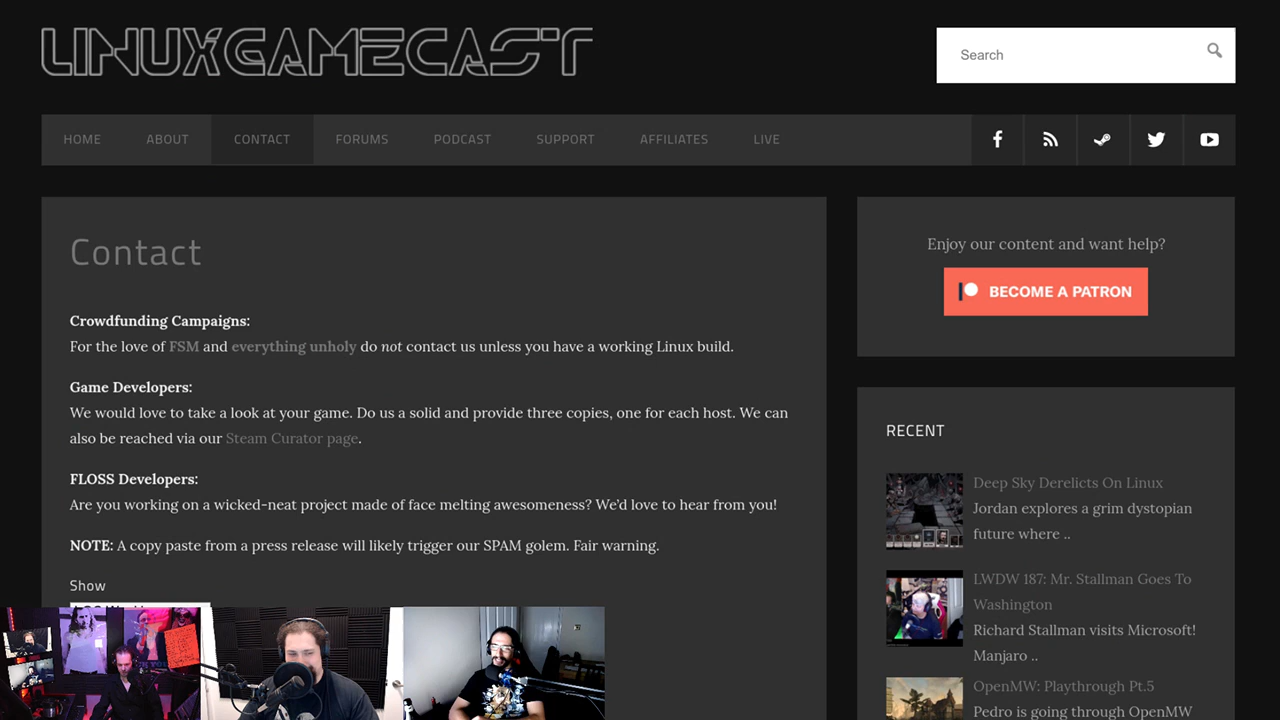 LINUXGAMECAST
Search
HOME ABOUT CONTACT FORUMS PODCAST SUPPORT AFFILIATES LIVE
Contact
Crowdfunding Campaigns:
For the love of FSM and everything unholy do not contact us unless you have a working Linux build.
Game Developers:
We would love to take a look at your game. Do us a solid and provide three copies, one for each host. We can
also be reached via our Steam Curator page.
FLOSS Developers:
Are you working on a wicked-neat project made of face melting awesomeness? We’d love to hear from you!
NOTE: A copy paste from a press release will likely trigger our SPAM golem. Fair warning.
Show
Enjoy our content and want help?
BECOME A PATRON
RECENT
Deep Sky Derelicts On Linux
Jordan explores a grim dystopian
future where ..
LWDW 187: Mr. Stallman Goes To
Washington
Richard Stallman visits Microsoft!
Manjaro ..
OpenMW: Playthrough Pt.5
Pedro is going through OpenMW